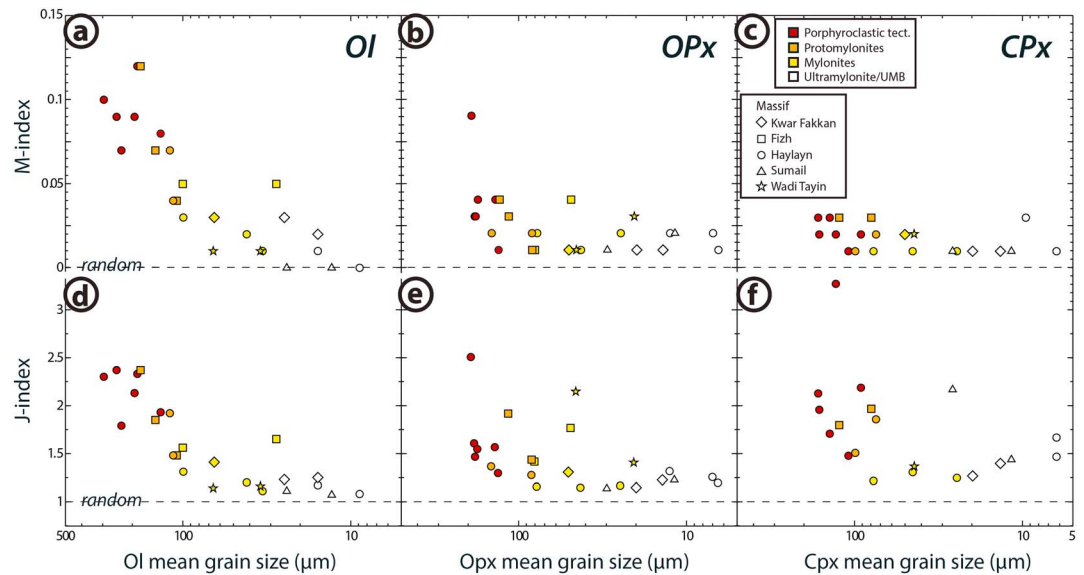 a
Ol
b
OPx
c
CPx
Porphyroclastic tect.
Protomylonites
Mylonites
Ultramylonite/UMB
Massif
Kwar Fakkan
Fizh
Haylayn
Sumail
Wadi Tayin
M-index
0.15
0.1
0.05
0
random
d
e
f
J-index
3
2.5
2
1.5
1
random
500
100
10
100
10
100
10
5
Ol mean grain size (μm)
Opx mean grain size (μm)
Cpx mean grain size (μm)